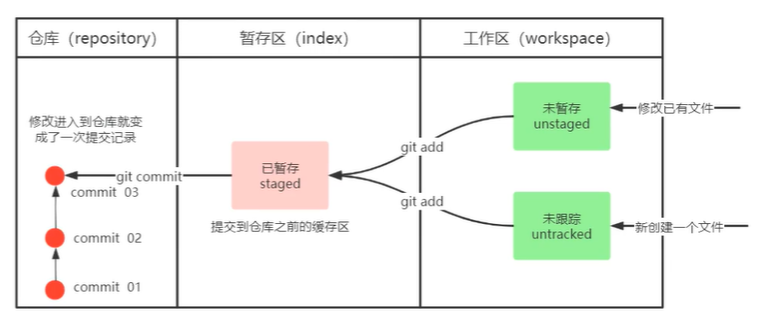 仓库（repository）
暂存区（index）
工作区（workspace）
未暂存
unstaged
修改已有文件
修改进入到仓库就变
成了一次提交记录
git add
已暂存
staged
git commit
commit 03
git add
未跟踪
untracked
新创建一个文件
提交到仓库之前的缓存区
commit 02
commit 01